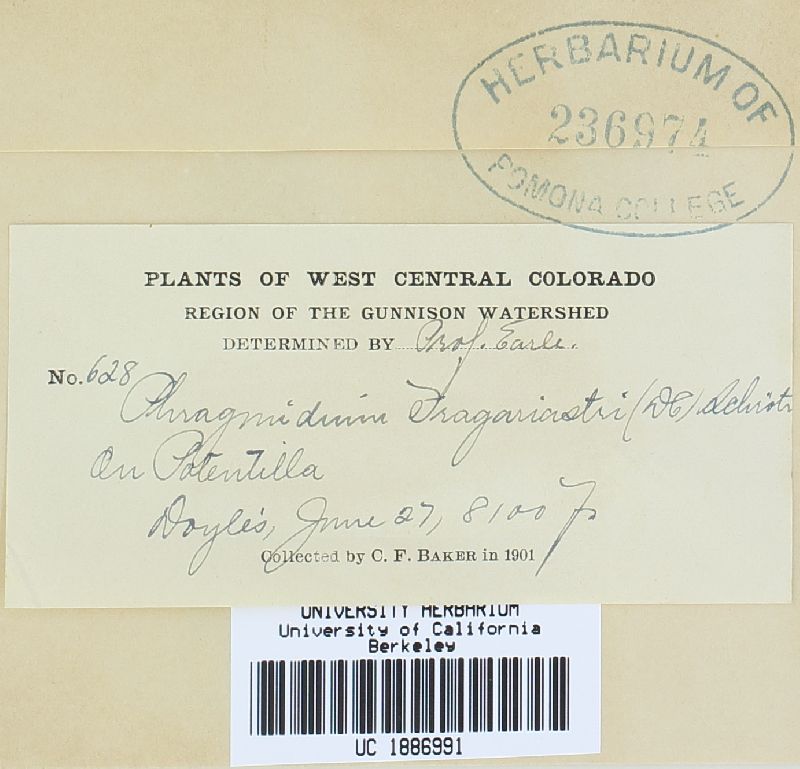 HERBARIUM OF
236974
POMONA COLLEGE
PLANTS OF WEST CENTRAL COLORADO
REGION OF THE GUNNISON WATERSHED
DETERMINED BY Prof. Earle.
No. 628
Phragmidium Fragariastri (DC) Schröt
On Potentilla
Doyle's, June 27, 8100 f
Collected by C. F. BAKER in 1901
UNIVERSITY HERBARIUM
University of California
Berkeley
UC 1886991